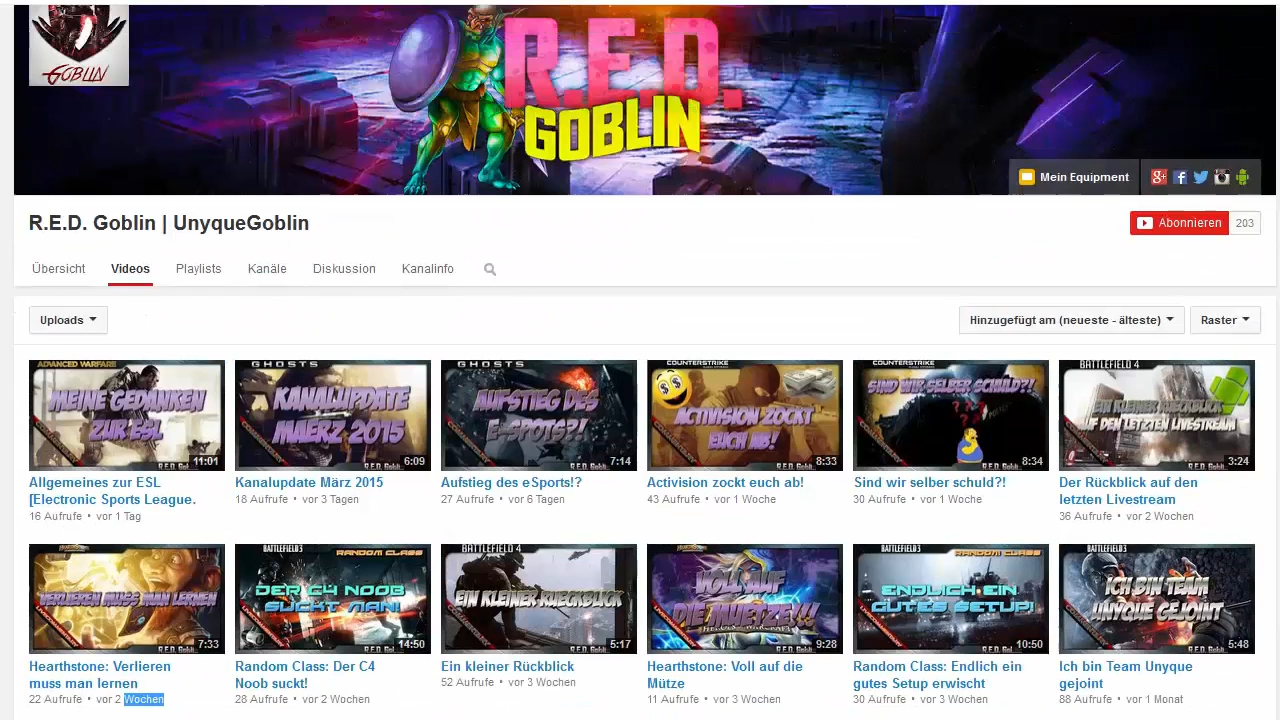 GOBLIN
R.E.D.
GOBLIN
Mein Equipment
R.E.D. Goblin | UnyqueGoblin
Abonnieren 203
Übersicht Videos Playlists Kanäle Diskussion Kanalinfo
Uploads Hinzugefügt am (neueste - älteste) Raster
ADVANCED WARFARE
MEINE GEDANKEN
ZUR ESL
R.E.D. Gobl
11:01
GHOSTS
KANALUPDATE
MAERZ 2015
6:09
GHOSTS
AUFSTIEG DES
E-SPOTS?!
7:14
COUNTERSTRIKE
ACTIVISION ZOCKT
EUCH AB!
8:33
COUNTERSTRIKE
SIND WIR SELBER SCHULD?!
8:34
BATTLEFIELD 4
EIN KLEINER RUECKBLICK
AUF DEN LETZTEN LIVESTREAM
3:24
Allgemeines zur ESL
[Electronic Sports League.
16 Aufrufe • vor 1 Tag
Kanalupdate März 2015
18 Aufrufe • vor 3 Tagen
Aufstieg des eSports!?
27 Aufrufe • vor 6 Tagen
Activision zockt euch ab!
43 Aufrufe • vor 1 Woche
Sind wir selber schuld?!
30 Aufrufe • vor 1 Woche
Der Rückblick auf den
letzten Livestream
36 Aufrufe • vor 2 Wochen
VERLIEREN MUSS MAN LERNEN
7:33
BATTLEFIELD 3
RANDOM CLASS
DER C4 NOOB
SUCKT MAN!
14:50
BATTLEFIELD 4
EIN KLEINER RUECKBLICK
5:17
VOLL AUF
DIE MUETZE!!!
9:28
BATTLEFIELD 3
RANDOM CLASS
ENDLICH EIN
GUTES SETUP!
10:50
BATTLEFIELD 3
ICH BIN TEAM
UNYQUE GEJOINT
5:48
Hearthstone: Verlieren
muss man lernen
22 Aufrufe • vor 2 Wochen
Random Class: Der C4
Noob suckt!
28 Aufrufe • vor 2 Wochen
Ein kleiner Rückblick
52 Aufrufe • vor 3 Wochen
Hearthstone: Voll auf die
Mütze
11 Aufrufe • vor 3 Wochen
Random Class: Endlich ein
gutes Setup erwischt
30 Aufrufe • vor 3 Wochen
Ich bin Team Unyque
gejoint
88 Aufrufe • vor 1 Monat